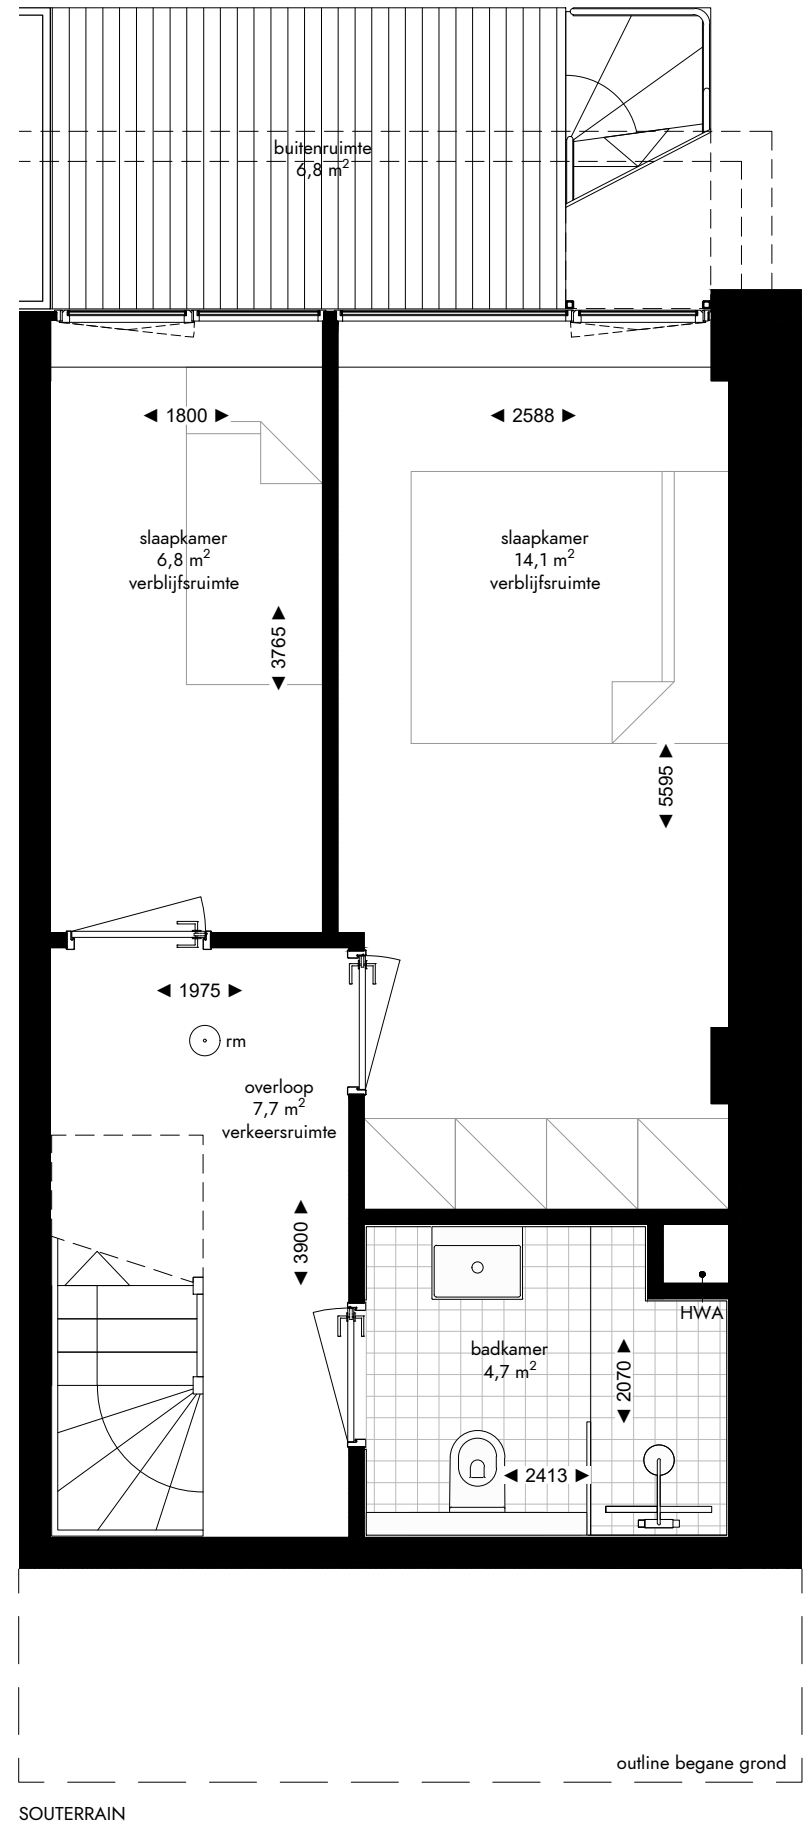 buitenruimte
6,8 m²
1800
2588
slaapkamer
6,8 m²
verblijfsruimte
slaapkamer
14,1 m²
verblijfsruimte
3765
5595
1975
rm
overloop
7,7 m²
verkeersruimte
3900
HWA
badkamer
4,7 m²
2070
2413
outline begane grond
SOUTERRAIN